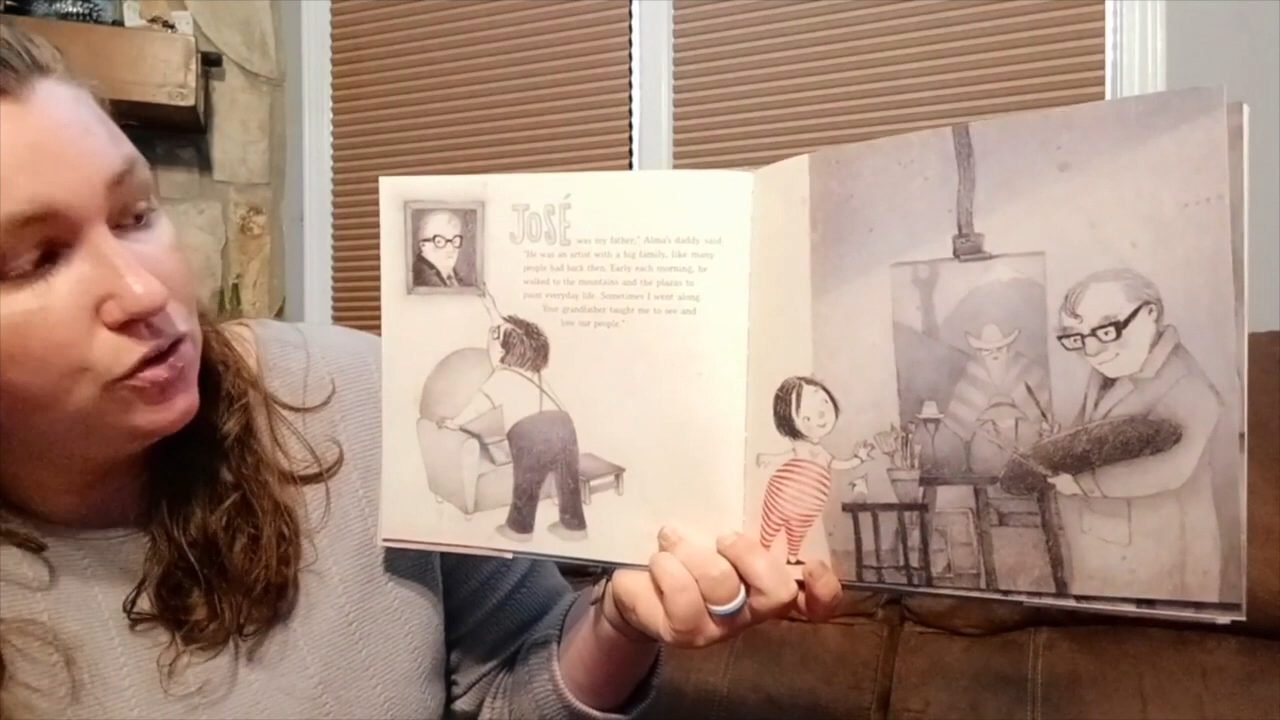 JOSÉ was my father," Alma's daddy said
"He was an artist with a big family, like many
people had back then. Early each morning, he
walked to the mountains and the plazas to
paint everyday life. Sometimes I went along.
Your grandfather taught me to see and
love our people."